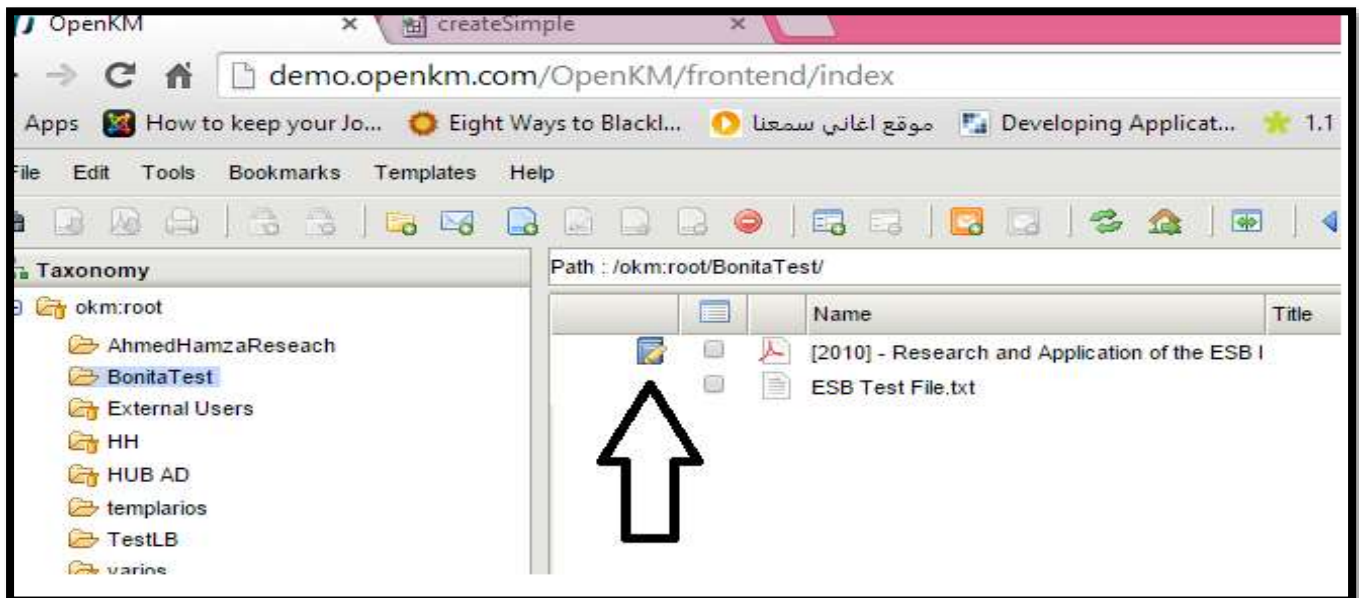 OpenKM createSimple
demo.openkm.com/OpenKM/frontend/index
Apps How to keep your Jo... Eight Ways to Blackl... موقع اغاني سمعنا Developing Applicat... 1.1
File Edit Tools Bookmarks Templates Help
Taxonomy
Path : /okm:root/BonitaTest/
okm:root
Name Title
AhmedHamzaReseach
[2010] - Research and Application of the ESB
BonitaTest
ESB Test File.txt
External Users
HH
HUB AD
templarios
TestLB
varios